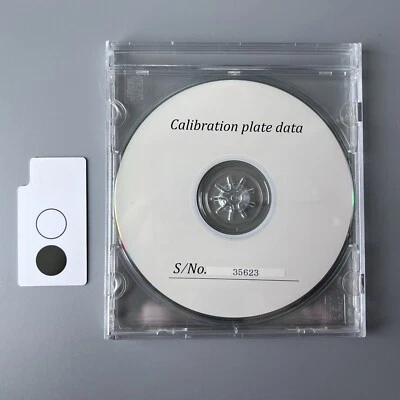 Calibration plate data
S/No. 35623